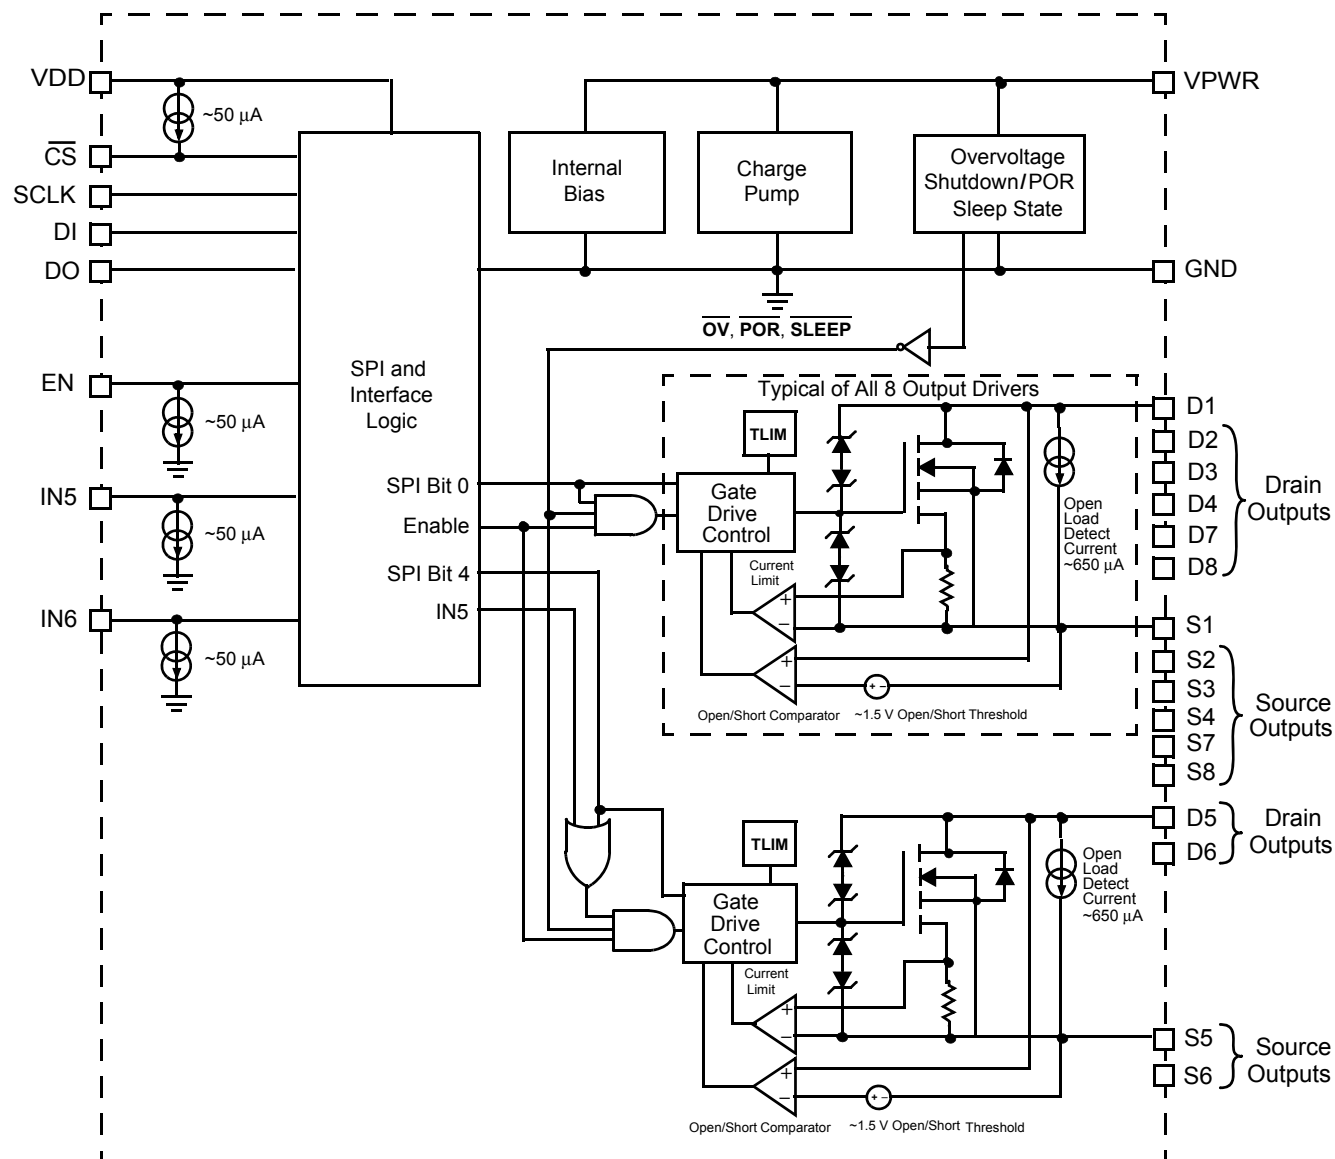 VDD
~50 μA
CS
SCLK
DI
DO
EN
~50 μA
IN5
~50 μA
IN6
~50 μA
SPI and
Interface
Logic
SPI Bit 0
Enable
SPI Bit 4
IN5
Internal
Bias
Charge
Pump
Overvoltage
Shutdown/POR
Sleep State
VPWR
GND
OV, POR, SLEEP
Typical of All 8 Output Drivers
TLIM
Gate
Drive
Control
Current
Limit
+
–
+
–
+ –
Open
Load
Detect
Current
~650 μA
Open/Short Comparator
~1.5 V Open/Short Threshold
D1
D2
D3
D4
D7
D8
Drain
Outputs
S1
S2
S3
S4
S7
S8
Source
Outputs
TLIM
Gate
Drive
Control
Current
Limit
+
–
+
–
+ –
Open
Load
Detect
Current
~650 μA
Open/Short Comparator
~1.5 V Open/Short Threshold
D5
D6
Drain
Outputs
S5
S6
Source
Outputs